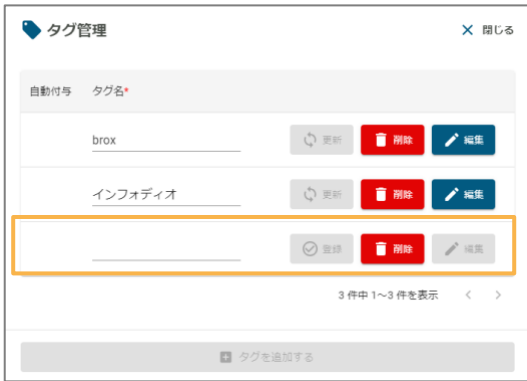 タグ管理 閉じる
自動付与 タグ名*
brox 更新 削除 編集
インフォディオ 更新 削除 編集
登録 削除 編集
3 件中 1〜3 件を表示
タグを追加する